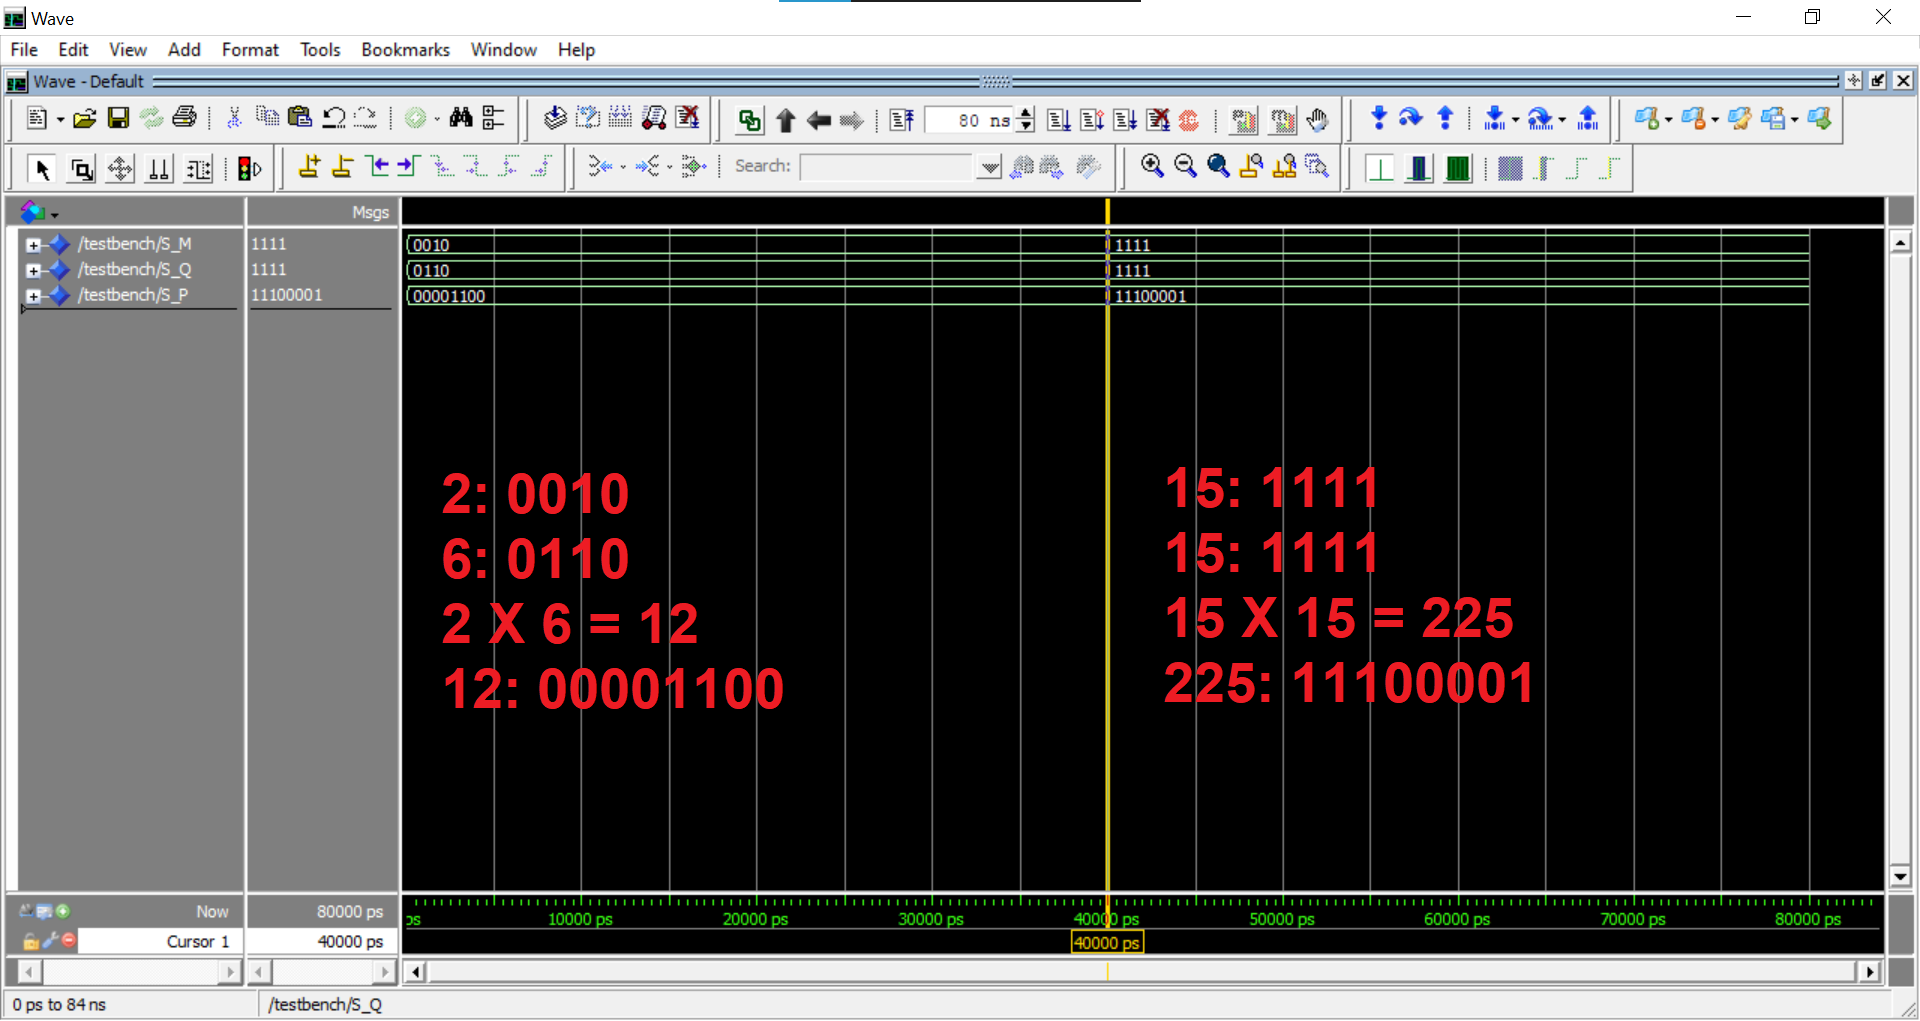 Wave
File Edit View Add Format Tools Bookmarks Window Help
Wave - Default
80 ns
Search:
Msgs
/testbench/S_M 1111 0010 1111
/testbench/S_Q 1111 0110 1111
/testbench/S_P 11100001 00001100 11100001
2: 0010
6: 0110
2 X 6 = 12
12: 00001100
15: 1111
15: 1111
15 X 15 = 225
225: 11100001
Now 80000 ps ps 10000 ps 20000 ps 30000 ps 40000 ps 50000 ps 60000 ps 70000 ps 80000 ps
Cursor 1 40000 ps 40000 ps
0 ps to 84 ns /testbench/S_Q